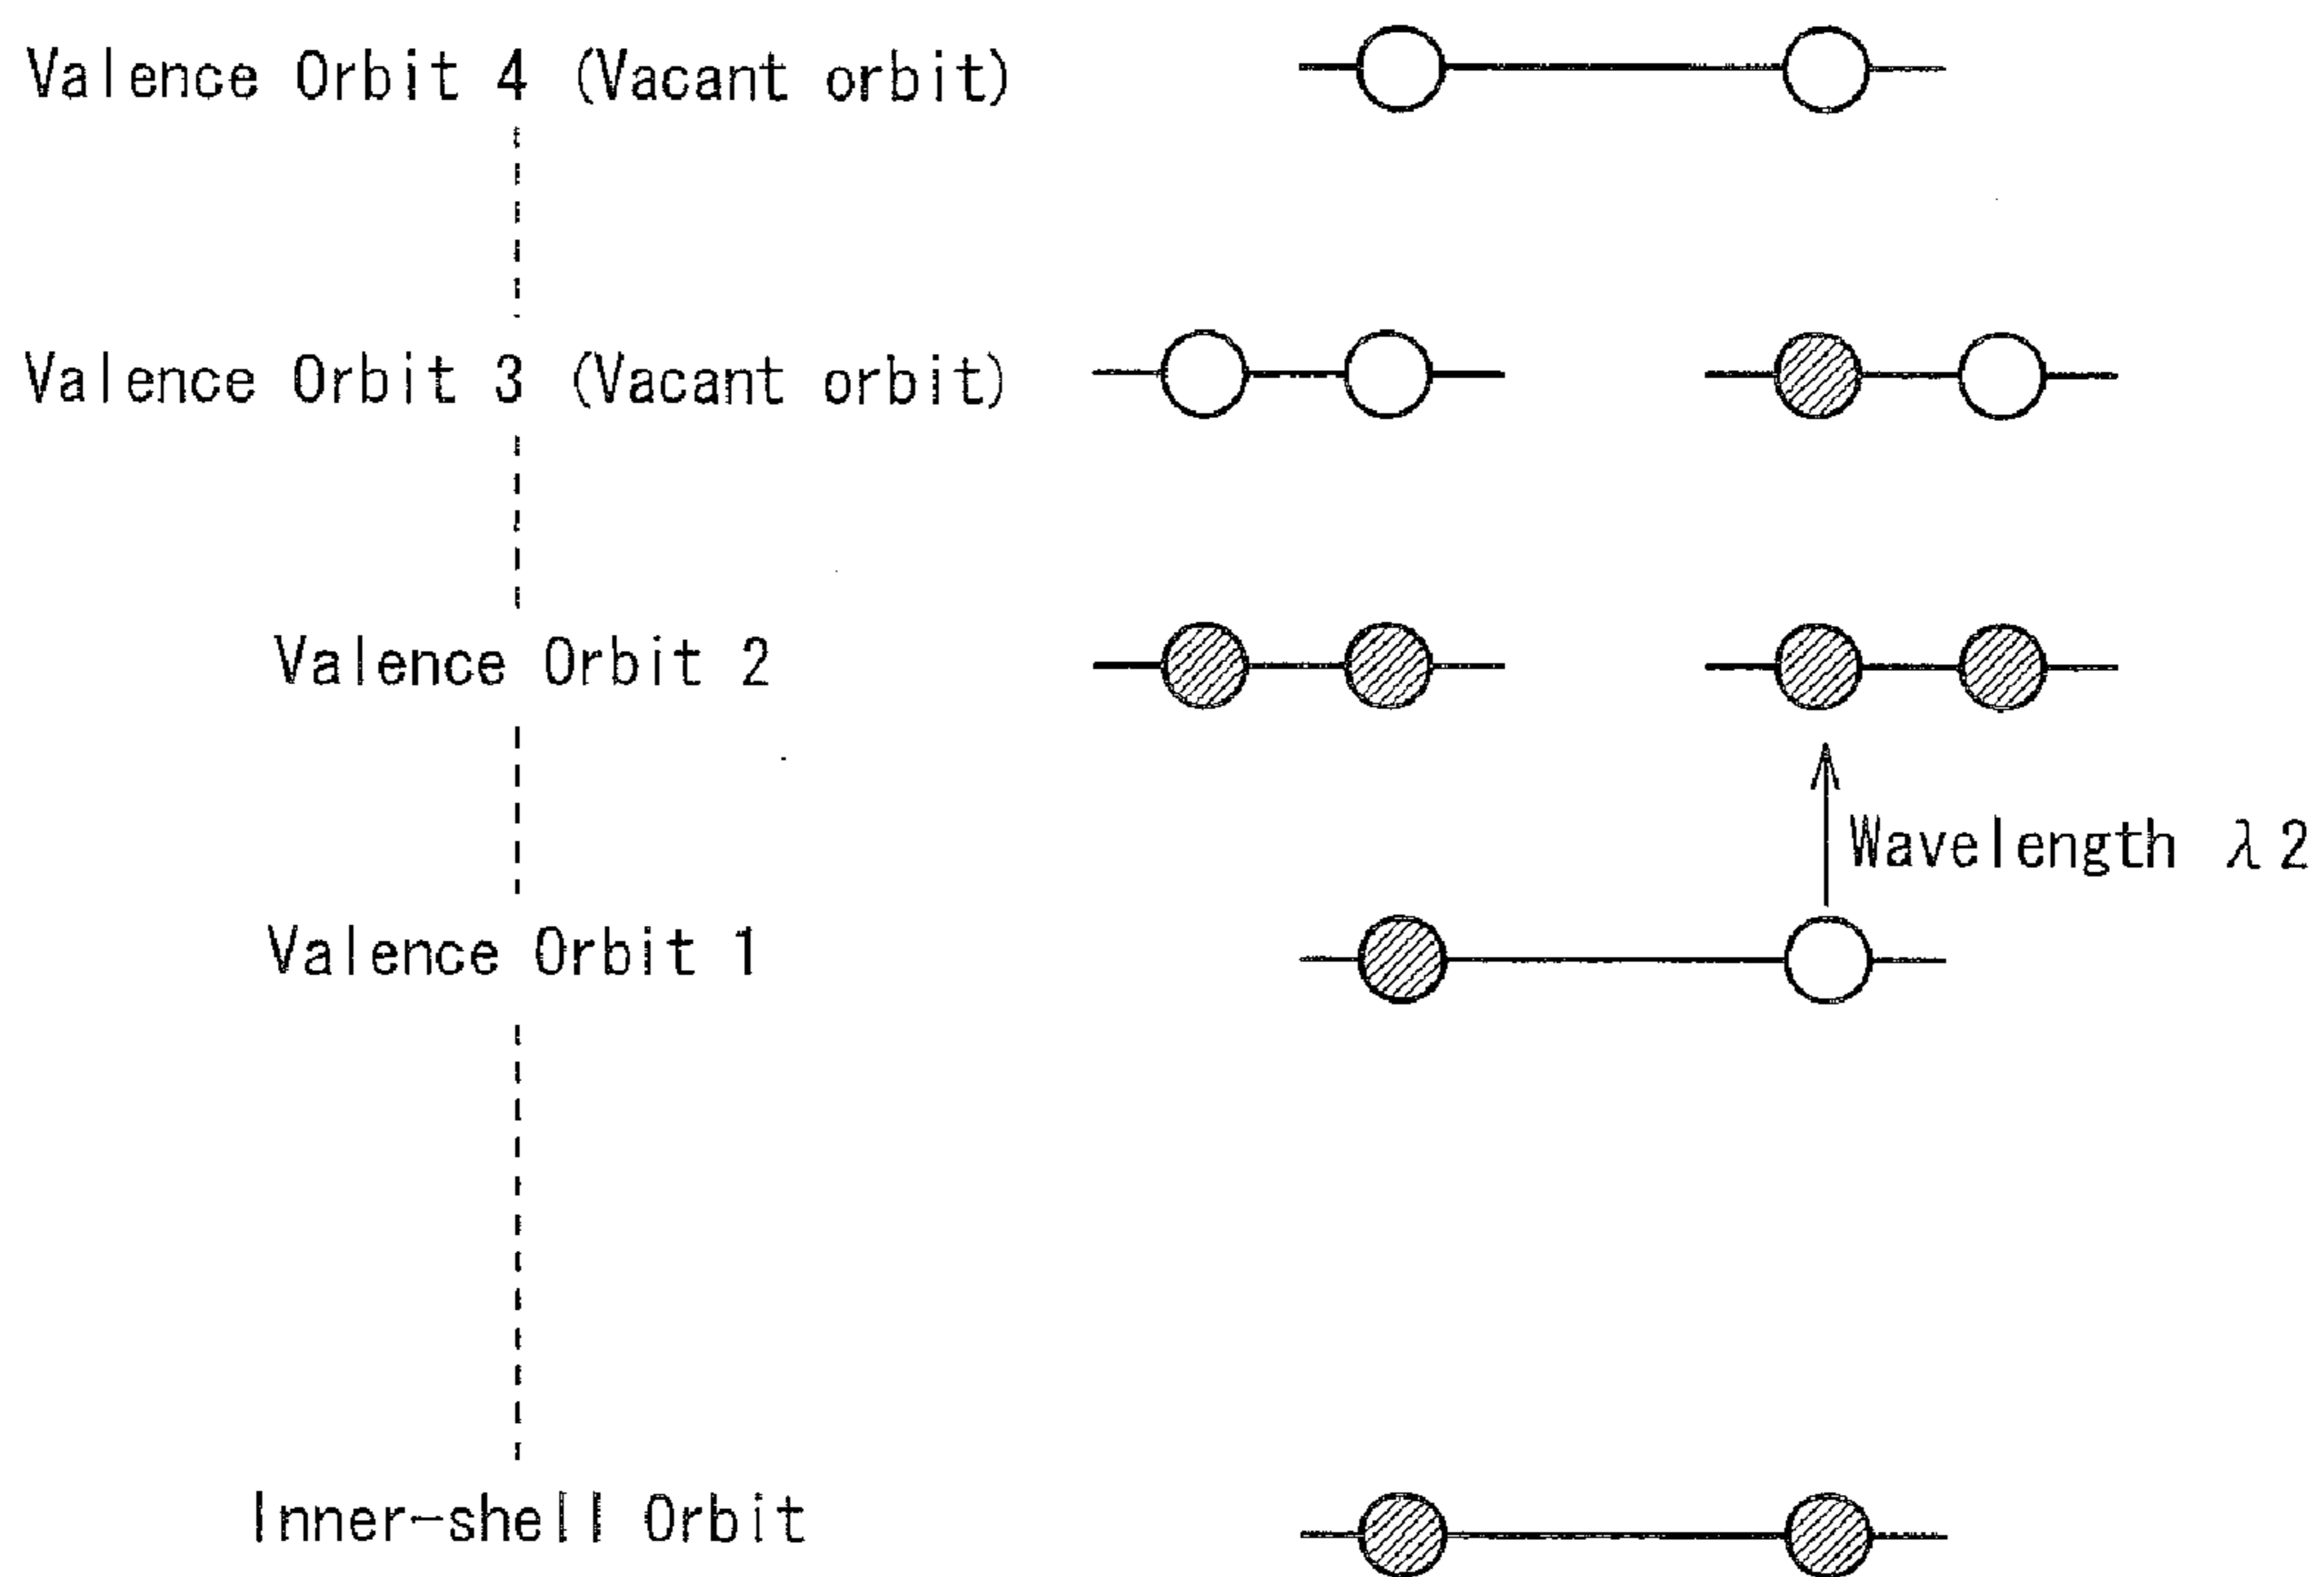 Valence Orbit 4 (Vacant orbit)
Valence Orbit 3 (Vacant orbit)
Valence Orbit 2
Wavelength λ2
Valence Orbit 1
Inner-shell Orbit